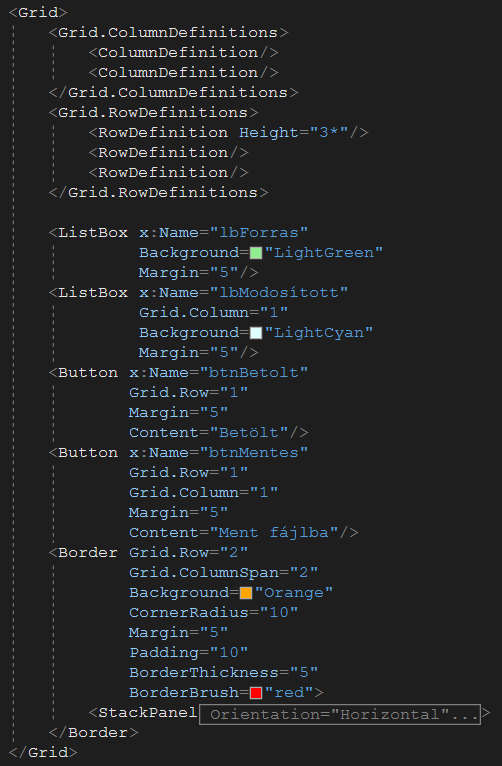 <Grid>
    <Grid.ColumnDefinitions>
        <ColumnDefinition/>
        <ColumnDefinition/>
    </Grid.ColumnDefinitions>
    <Grid.RowDefinitions>
        <RowDefinition Height="3*"/>
        <RowDefinition/>
        <RowDefinition/>
    </Grid.RowDefinitions>

    <ListBox x:Name="lbForras"
             Background="LightGreen"
             Margin="5"/>
    <ListBox x:Name="lbModosított"
             Grid.Column="1"
             Background="LightCyan"
             Margin="5"/>
    <Button x:Name="btnBetolt"
            Grid.Row="1"
            Margin="5"
            Content="Betölt"/>
    <Button x:Name="btnMentes"
            Grid.Row="1"
            Grid.Column="1"
            Margin="5"
            Content="Ment fájlba"/>
    <Border Grid.Row="2"
            Grid.ColumnSpan="2"
            Background="Orange"
            CornerRadius="10"
            Margin="5"
            Padding="10"
            BorderThickness="5"
            BorderBrush="red">
        <StackPanel Orientation="Horizontal"...>
    </Border>
</Grid>